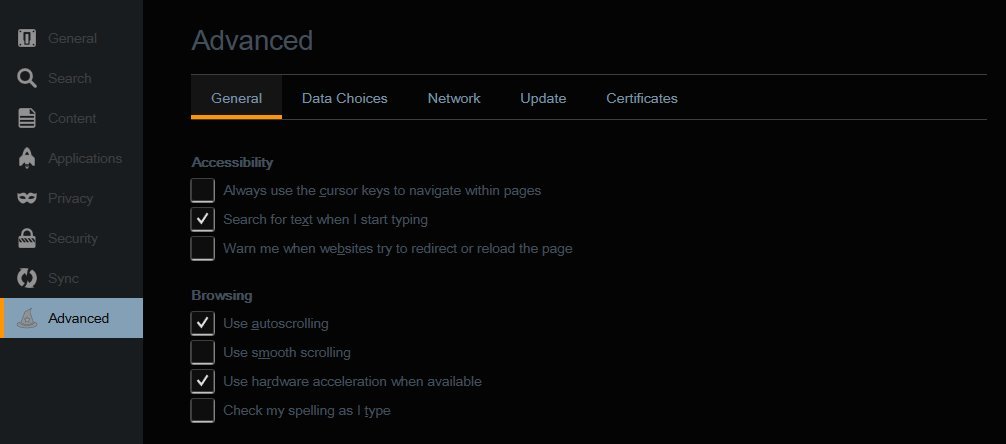 General
Search
Content
Applications
Privacy
Security
Sync
Advanced
Advanced
General Data Choices Network Update Certificates
Accessibility
Always use the cursor keys to navigate within pages
Search for text when I start typing
Warn me when websites try to redirect or reload the page
Browsing
Use autoscrolling
Use smooth scrolling
Use hardware acceleration when available
Check my spelling as I type